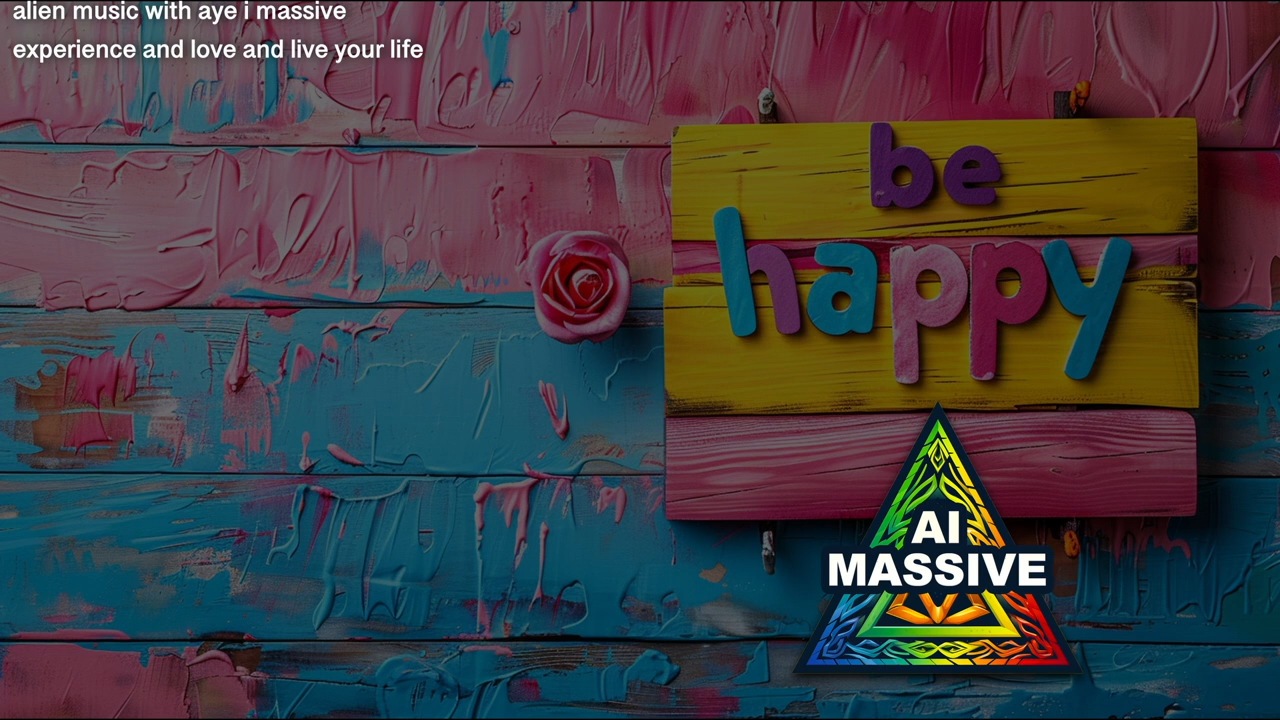 alien music with aye i massive
experience and love and live your life
be
happy
AI
MASSIVE